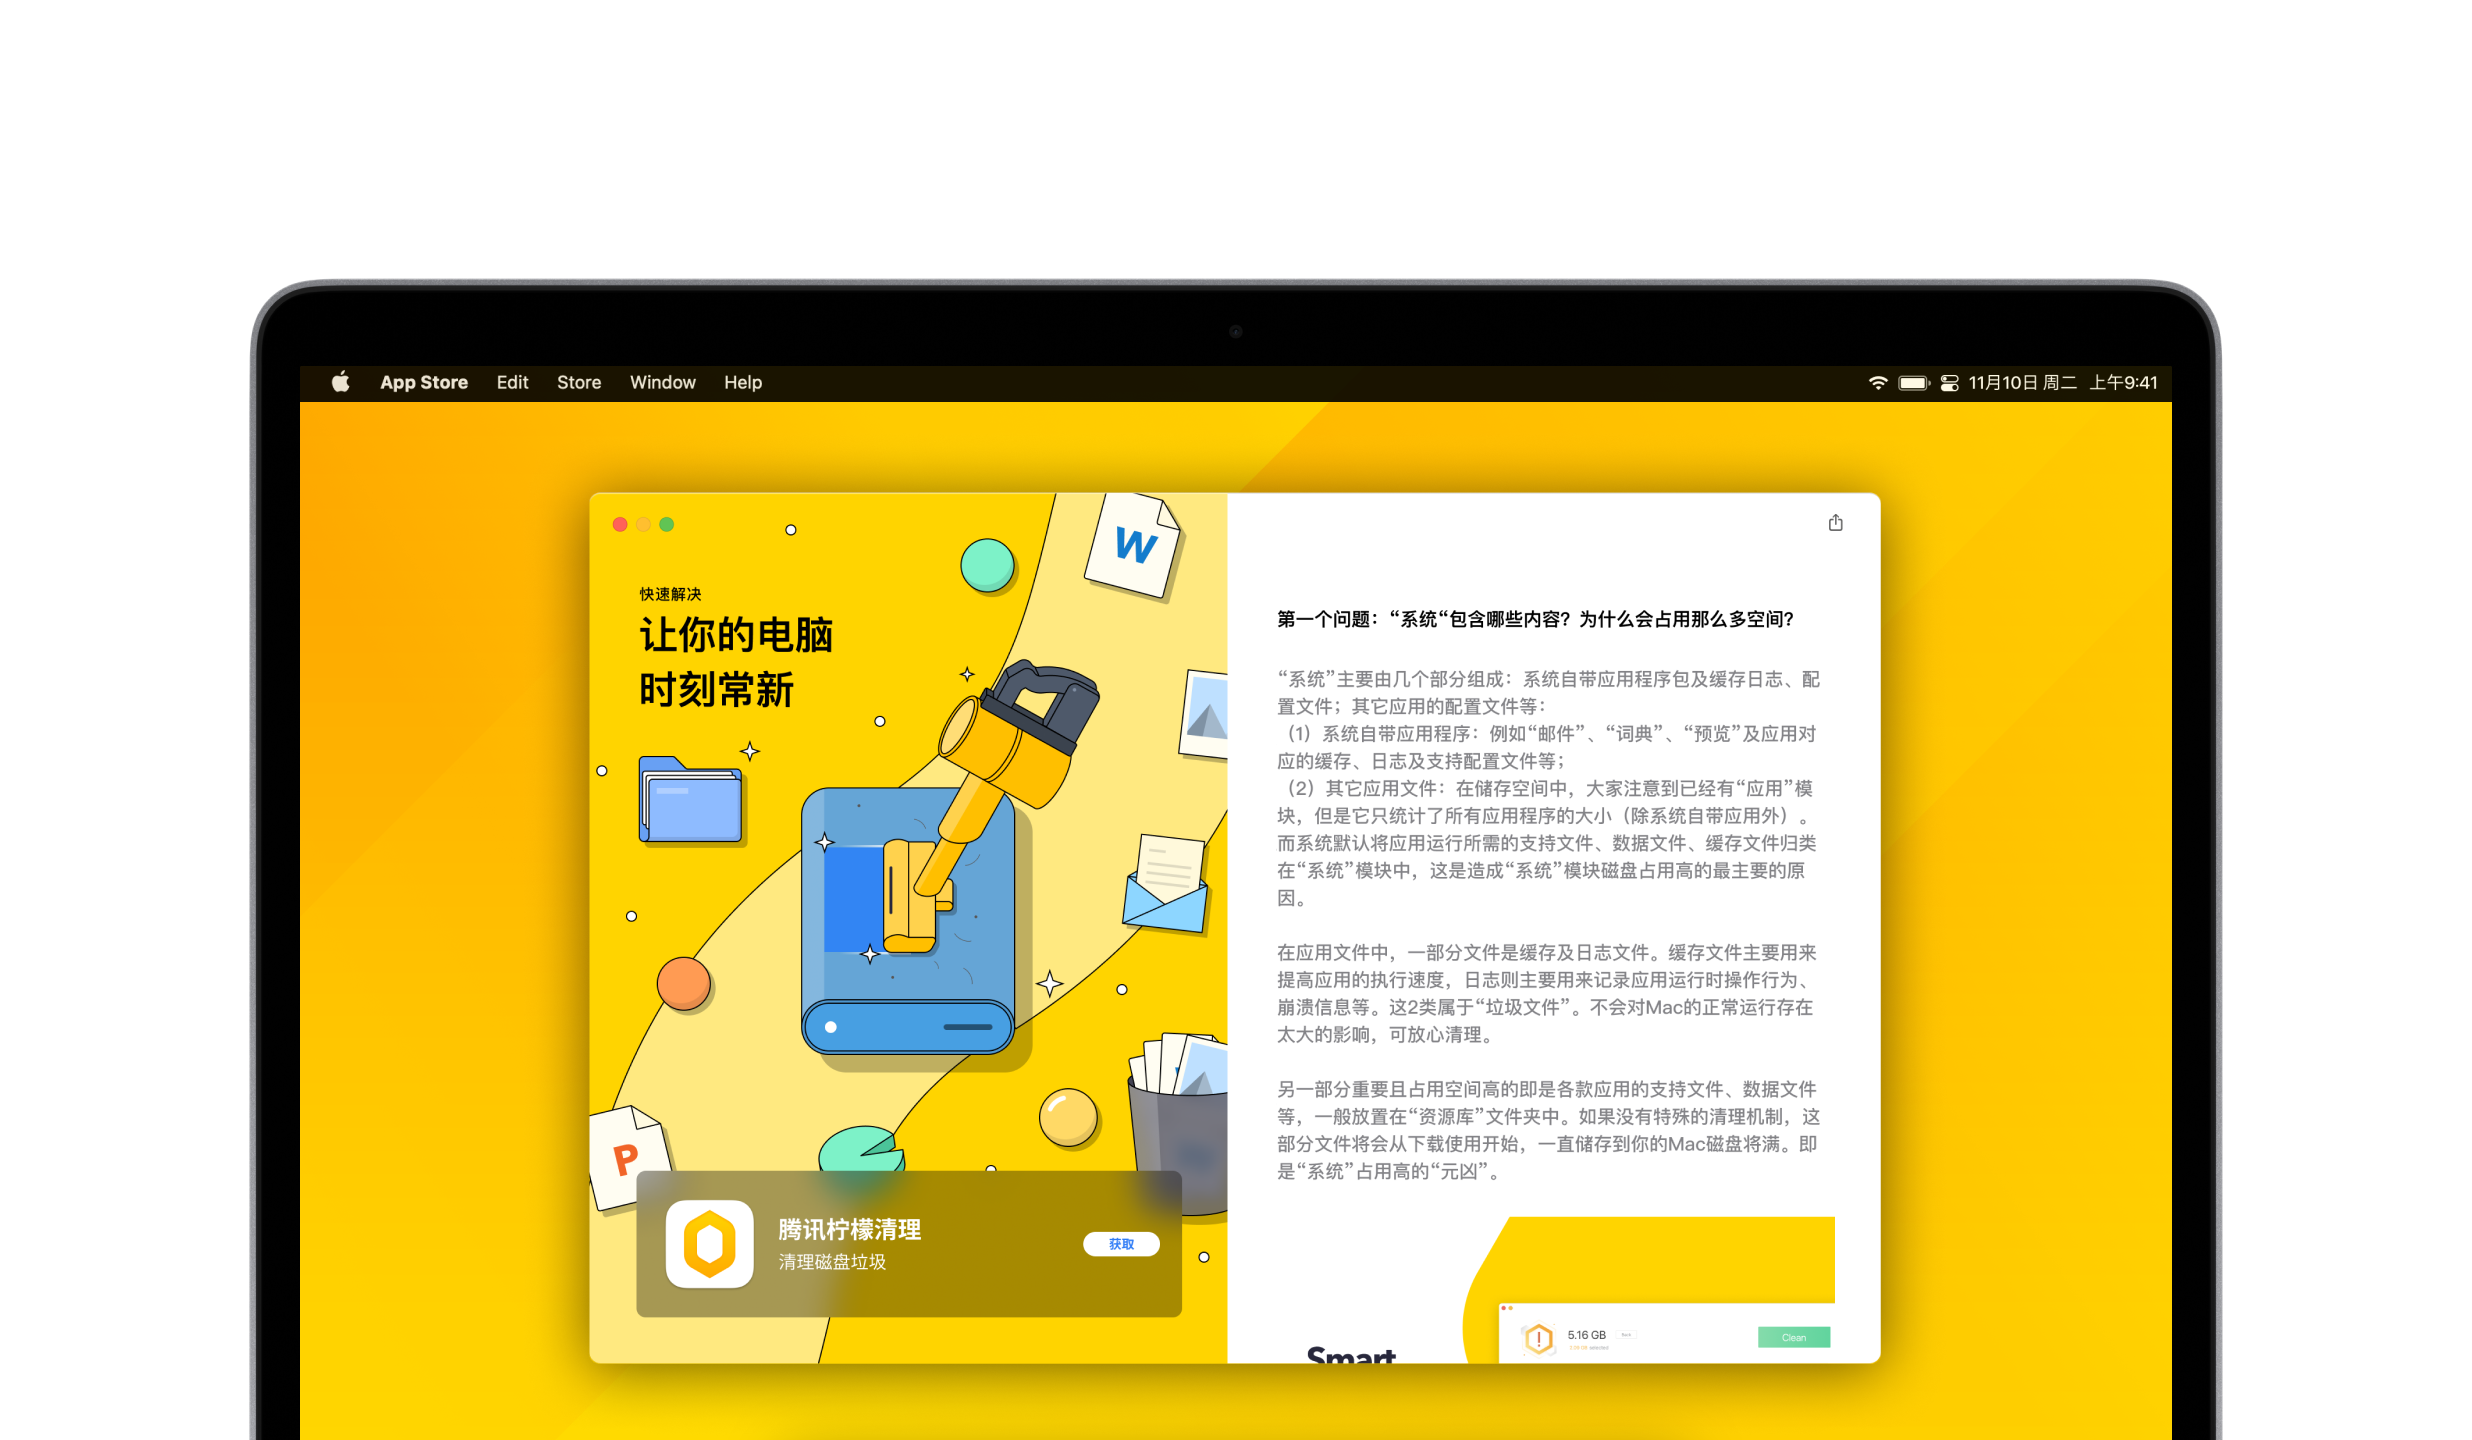 App Store Edit Store Window Help
11月10日 周二 上午9:41
快速解决
让你的电脑
时刻常新
W
P
腾讯柠檬清理
清理磁盘垃圾
获取
第一个问题：“系统“包含哪些内容？为什么会占用那么多空间？
“系统”主要由几个部分组成：系统自带应用程序包及缓存日志、配
置文件；其它应用的配置文件等：
（1）系统自带应用程序：例如“邮件”、“词典”、“预览”及应用对
应的缓存、日志及支持配置文件等；
（2）其它应用文件：在储存空间中，大家注意到已经有“应用”模
块，但是它只统计了所有应用程序的大小（除系统自带应用外）。
而系统默认将应用运行所需的支持文件、数据文件、缓存文件归类
在“系统”模块中，这是造成“系统”模块磁盘占用高的最主要的原
因。
在应用文件中，一部分文件是缓存及日志文件。缓存文件主要用来
提高应用的执行速度，日志则主要用来记录应用运行时操作行为、
崩溃信息等。这2类属于“垃圾文件”。不会对Mac的正常运行存在
太大的影响，可放心清理。
另一部分重要且占用空间高的即是各款应用的支持文件、数据文件
等，一般放置在“资源库”文件夹中。如果没有特殊的清理机制，这
部分文件将会从下载使用开始，一直储存到你的Mac磁盘将满。即
是“系统”占用高的“元凶”。
Smart
5.16 GB
Clean